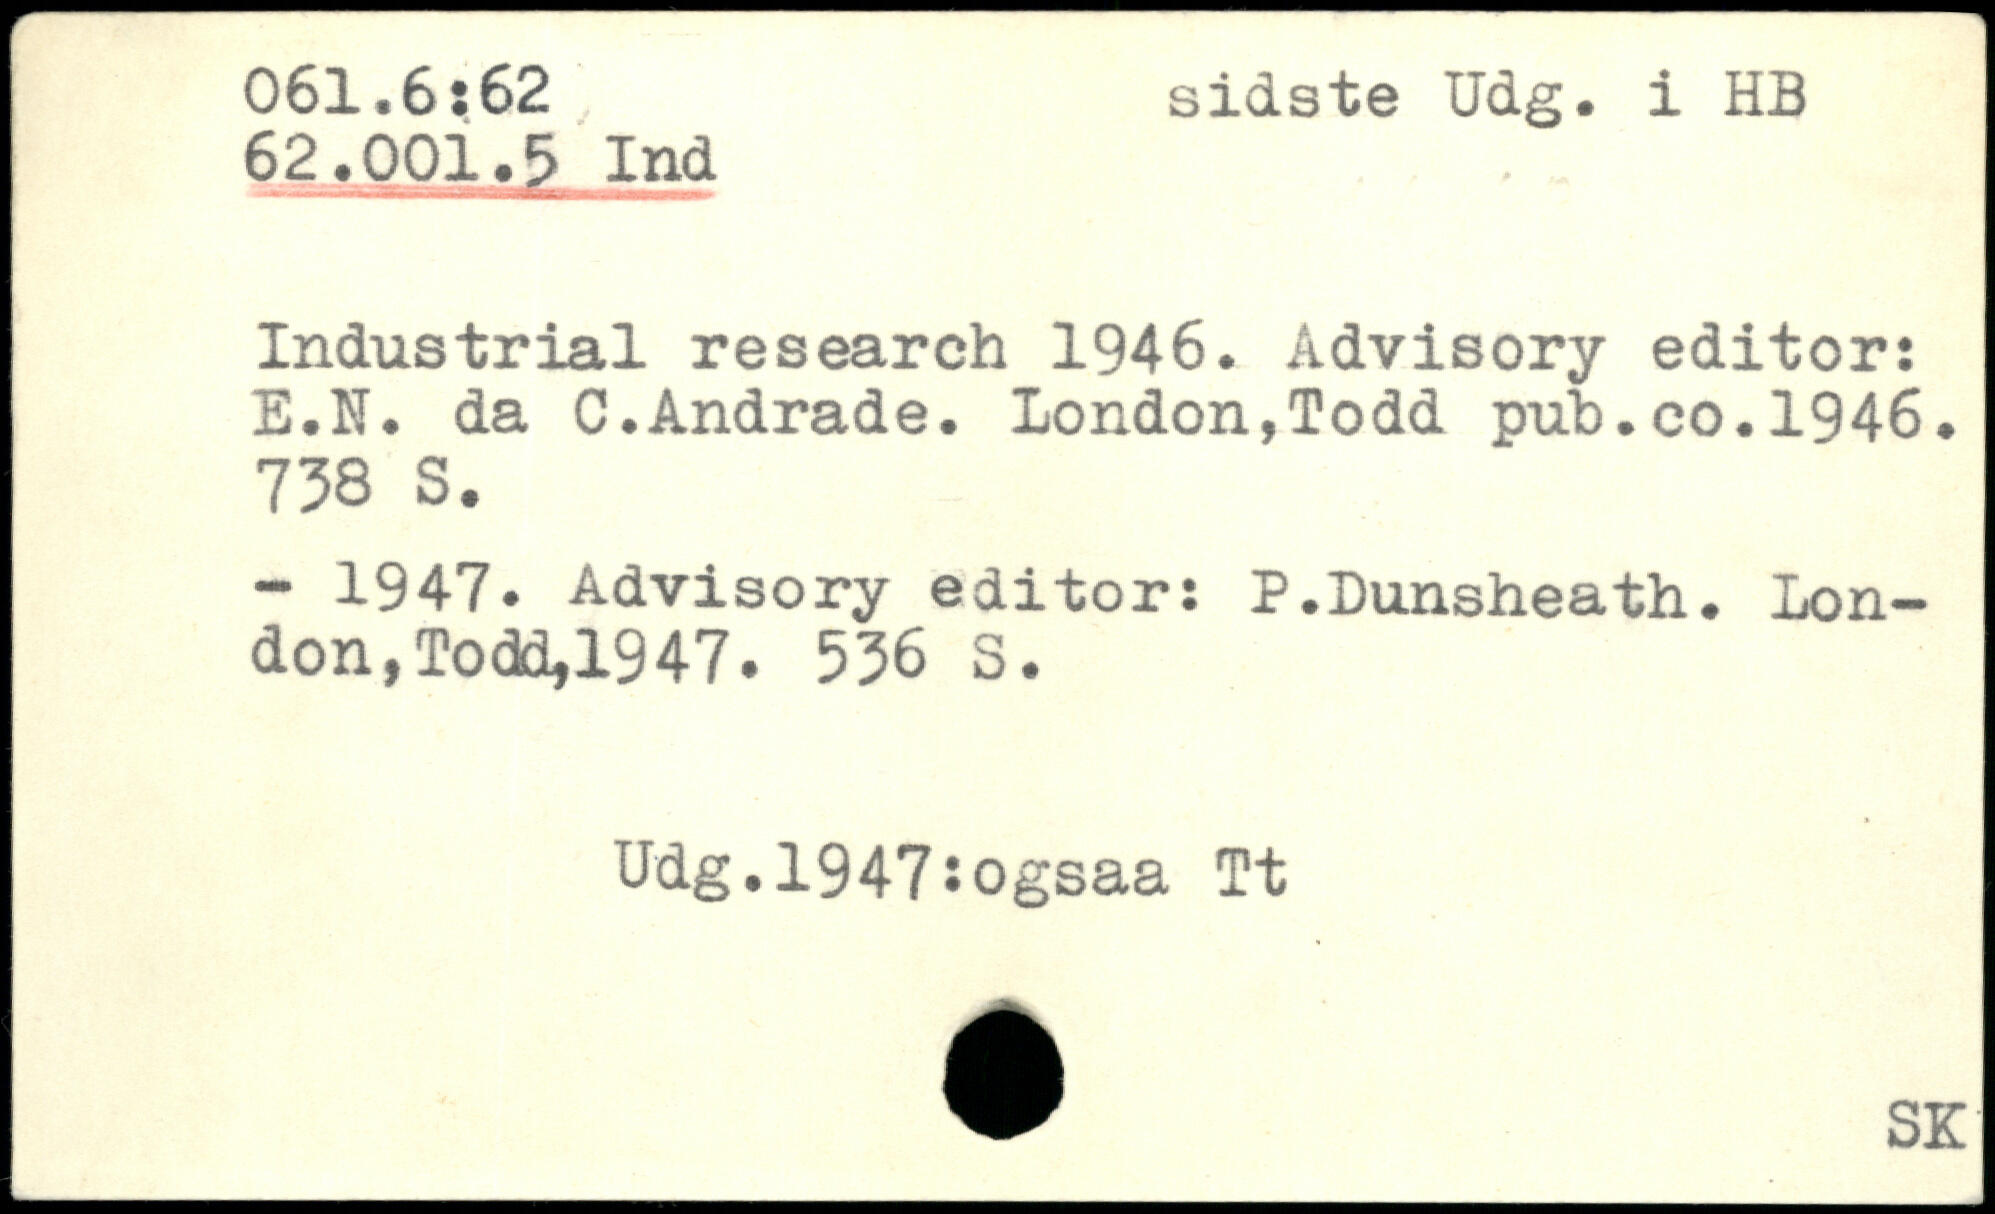 061.6:62 sidste Udg. i HB
62.001.5 Ind
Industrial research 1946. Advisory editor:
E.N. da C.Andrade. London,Todd pub.co.1946.
738 S.
- 1947. Advisory editor: P.Dunsheath. Lon-
don,Todd,1947. 536 S.
Udg.1947:ogsaa Tt
SK